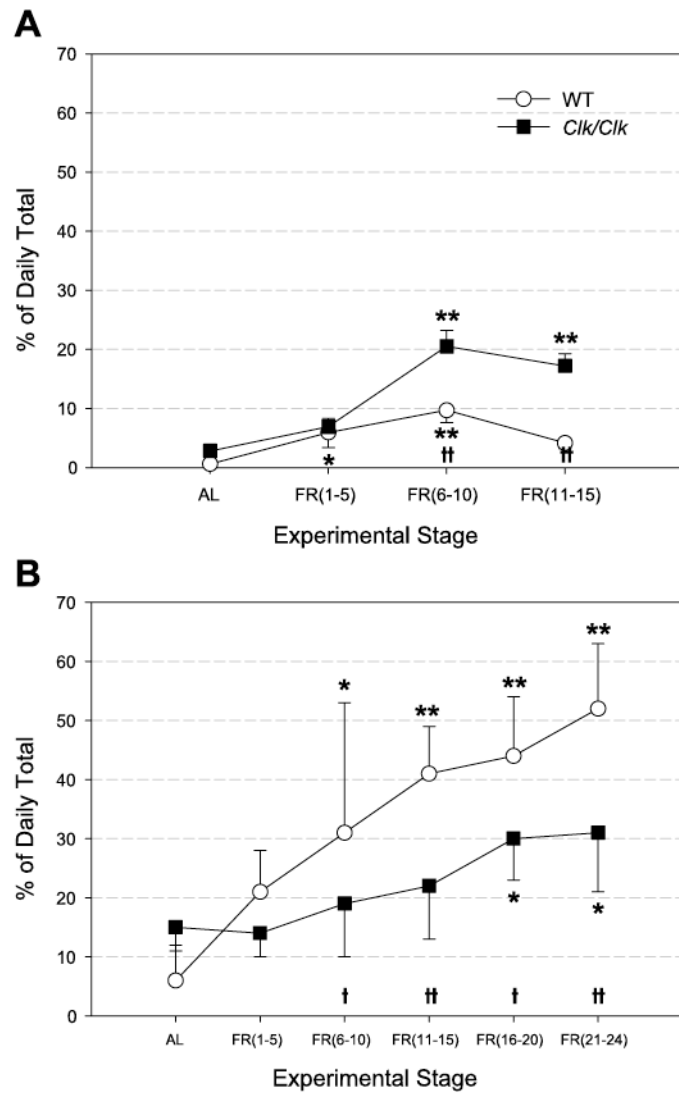 A
70
60
50
40
30
20
10
0
% of Daily Total
WT
Clk/Clk
**
**
**
*
††
††
AL FR(1-5) FR(6-10) FR(11-15)
Experimental Stage
B
70
60
50
40
30
20
10
0
% of Daily Total
*
**
**
**
*
*
† †† † ††
AL FR(1-5) FR(6-10) FR(11-15) FR(16-20) FR(21-24)
Experimental Stage